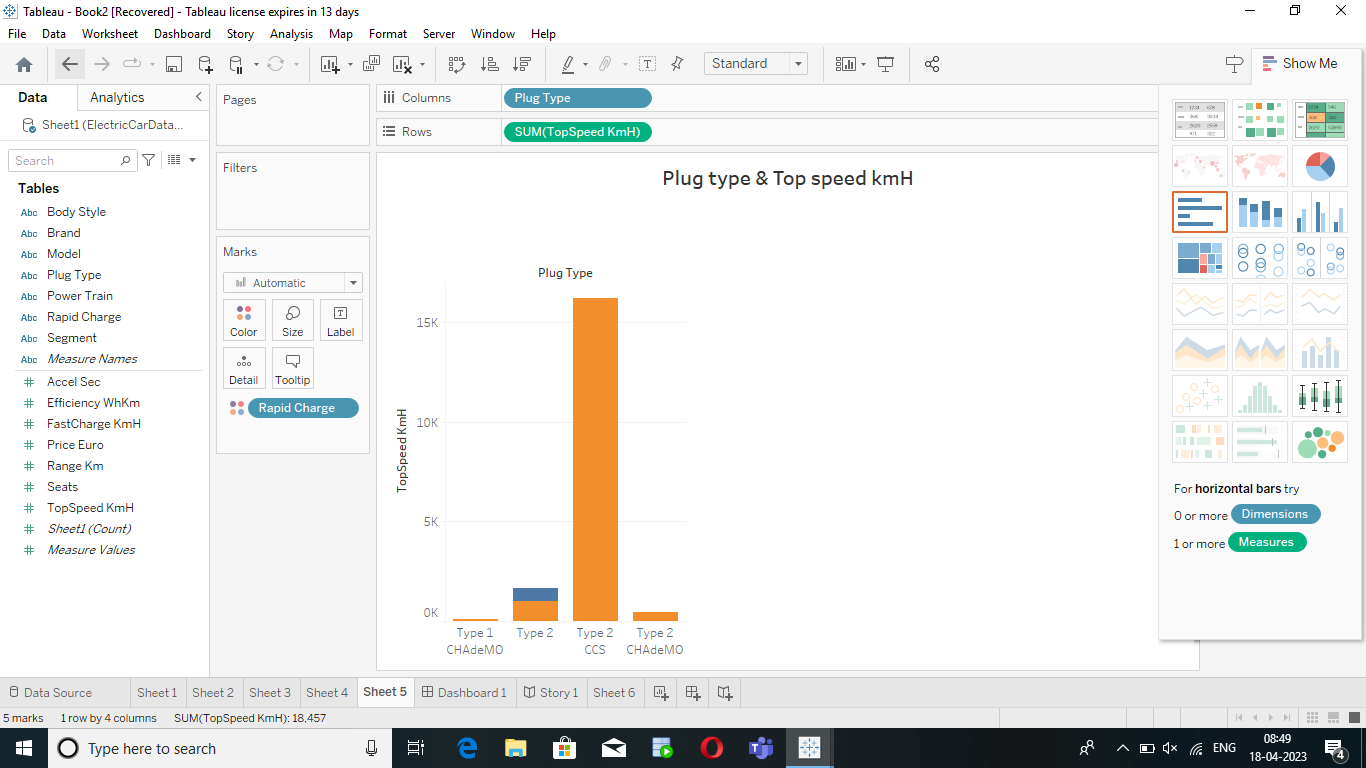 Tableau - Book2 [Recovered] - Tableau license expires in 13 days
File Data Worksheet Dashboard Story Analysis Map Format Server Window Help
Standard
Show Me
Data Analytics
Sheet1 (ElectricCarData...
Search
Tables
Abc Body Style
Abc Brand
Abc Model
Abc Plug Type
Abc Power Train
Abc Rapid Charge
Abc Segment
Abc Measure Names
# Accel Sec
# Efficiency WhKm
# FastCharge KmH
# Price Euro
# Range Km
# Seats
# TopSpeed KmH
# Sheet1 (Count)
# Measure Values
Pages
Filters
Marks
Automatic
Color Size Label
Detail Tooltip
Rapid Charge
Columns Plug Type
Rows SUM(TopSpeed KmH)
Plug type & Top speed kmH
Plug Type
TopSpeed KmH
15K
10K
5K
0K
Type 1 CHAdeMO
Type 2
Type 2 CCS
Type 2 CHAdeMO
For horizontal bars try
0 or more Dimensions
1 or more Measures
Data Source Sheet 1 Sheet 2 Sheet 3 Sheet 4 Sheet 5 Dashboard 1 Story 1 Sheet 6
5 marks 1 row by 4 columns SUM(TopSpeed KmH): 18,457
Type here to search
ENG
08:49
18-04-2023
4